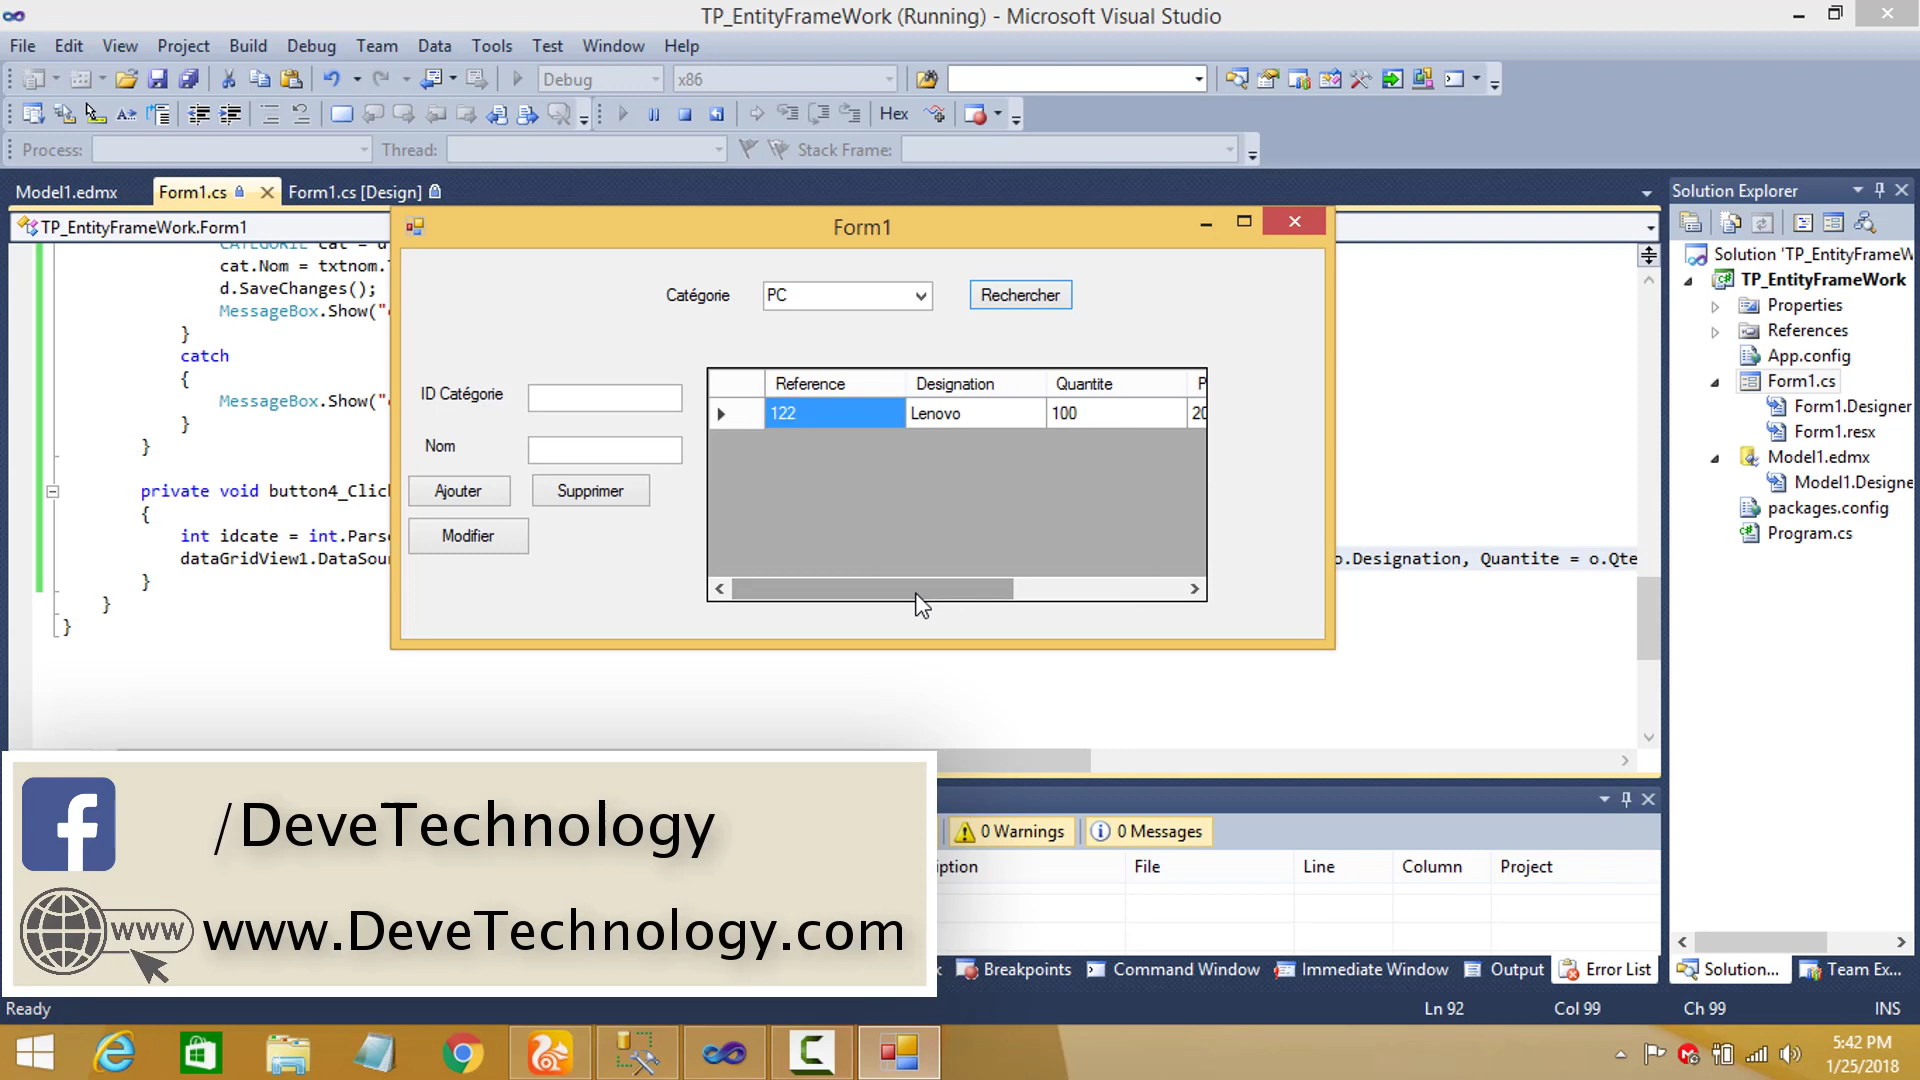 TP_EntityFrameWork (Running) - Microsoft Visual Studio
File Edit View Project Build Debug Team Data Tools Test Window Help
Debug x86
Hex
Process: Thread: Stack Frame:
Model1.edmx Form1.cs Form1.cs [Design]
TP_EntityFrameWork.Form1
cat.Nom = txtnom.
d.SaveChanges();
MessageBox.Show("
}
catch
{
MessageBox.Show("
}
}
private void button4_Clic
{
int idcate = int.Pars
dataGridView1.DataSou
o.Designation, Quantite = o.Qte
}
}
}
Form1
Catégorie PC Rechercher
ID Catégorie
Nom
Ajouter Supprimer
Modifier
Reference Designation Quantite P
122 Lenovo 100 20
Solution Explorer
Solution 'TP_EntityFrameW
TP_EntityFrameWork
Properties
References
App.config
Form1.cs
Form1.Designer
Form1.resx
Model1.edmx
Model1.Designe
packages.config
Program.cs
0 Warnings 0 Messages
iption File Line Column Project
Breakpoints Command Window Immediate Window Output Error List
Solution... Team Ex...
/DeveTechnology
www www.DeveTechnology.com
Ready Ln 92 Col 99 Ch 99 INS
5:42 PM
1/25/2018